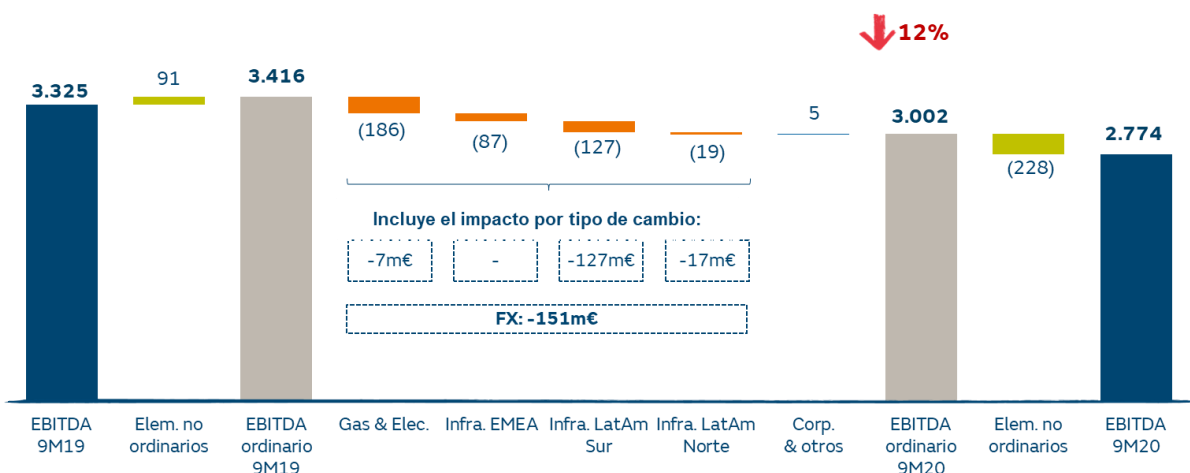 12%
3.325
91
3.416
(186)
(87)
(127)
(19)
5
3.002
(228)
2.774
Incluye el impacto por tipo de cambio:
-7m€
-
-127m€
-17m€
FX: -151m€
EBITDA
9M19
Elem. no
ordinarios
EBITDA
ordinario
9M19
Gas & Elec.
Infra. EMEA
Infra. LatAm
Sur
Infra. LatAm
Norte
Corp.
& otros
EBITDA
ordinario
9M20
Elem. no
ordinarios
EBITDA
9M20